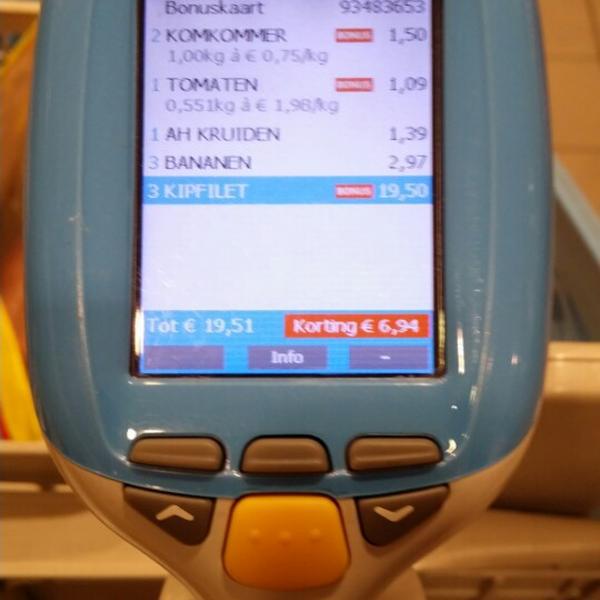 Bonuskaart 93483653
2 KOMKOMMER BONUS 1,50
1,00kg à € 0,75/kg
1 TOMATEN BONUS 1,09
0,551kg à € 1,98/kg
1 AH KRUIDEN 1,39
3 BANANEN 2,97
3 KIPFILET BONUS 19,50
Tot € 19,51 Korting € 6,94
Info